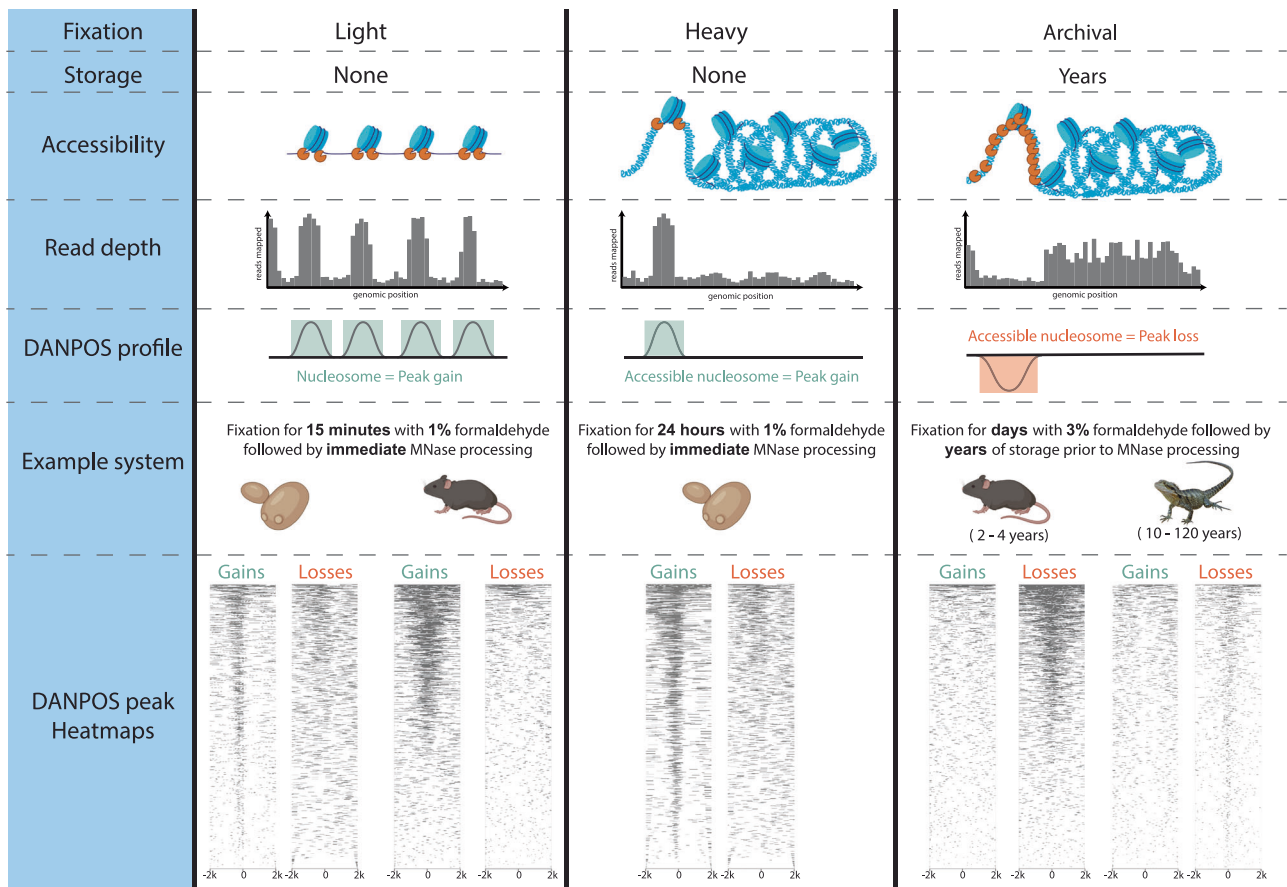 Fixation Light Heavy Archival
Storage None None Years
Accessibility
Read depth
reads mapped
genomic position
reads mapped
genomic position
reads mapped
genomic position
DANPOS profile
Nucleosome = Peak gain
Accessible nucleosome = Peak gain
Accessible nucleosome = Peak loss
Example system
Fixation for 15 minutes with 1% formaldehyde
followed by immediate MNase processing
Fixation for 24 hours with 1% formaldehyde
followed by immediate MNase processing
Fixation for days with 3% formaldehyde followed by
years of storage prior to MNase processing
( 2 - 4 years)
( 10 - 120 years)
DANPOS peak
Heatmaps
Gains Losses Gains Losses
Gains Losses
Gains Losses Gains Losses
-2k 0 2k -2k 0 2k -2k 0 2k -2k 0 2k
-2k 0 2k -2k 0 2k
-2k 0 2k -2k 0 2k -2k 0 2k -2k 0 2k